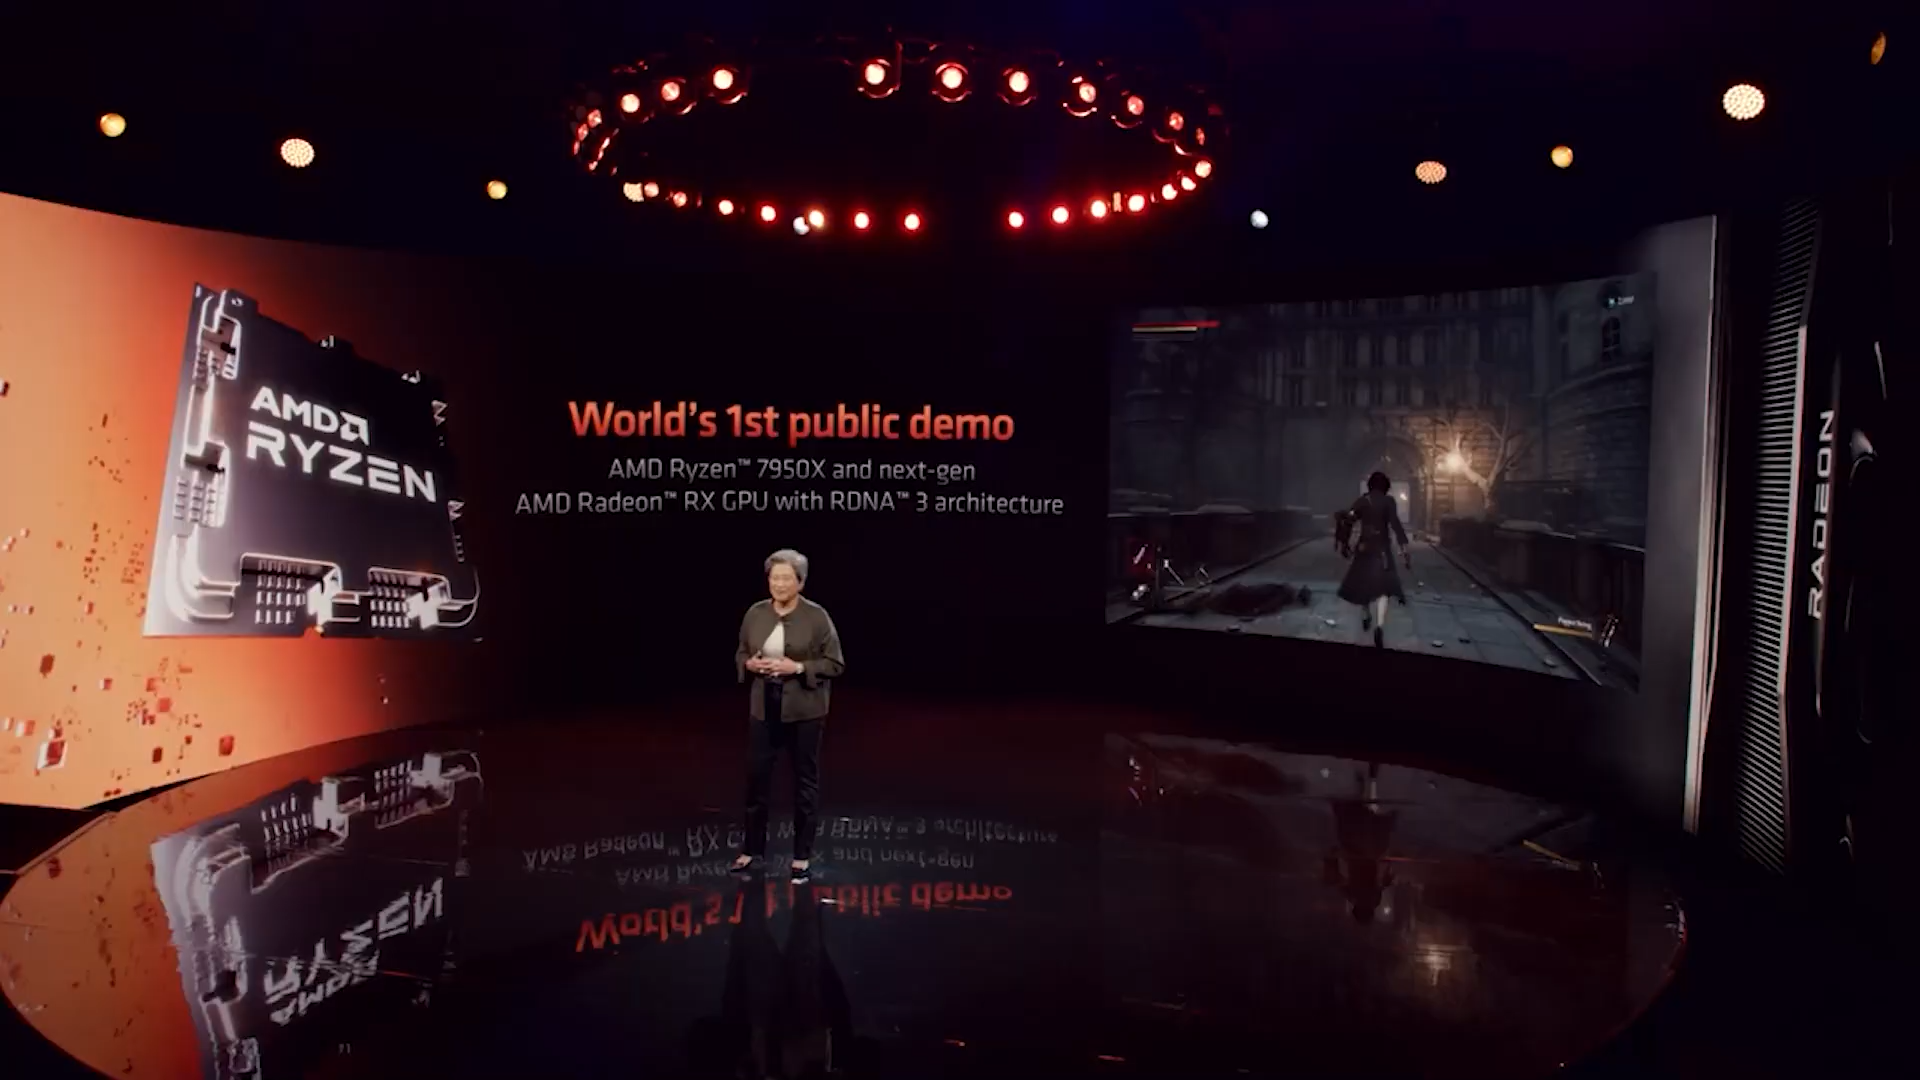 AMD
RYZEN
World's 1st public demo
AMD Ryzen™ 7950X and next-gen
AMD Radeon™ RX GPU with RDNA™ 3 architecture
RADEON